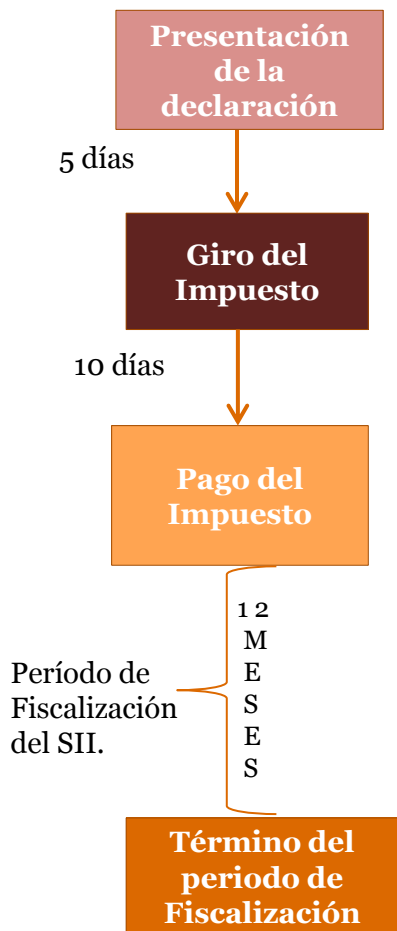 Presentación
de la
declaración
5 días
Giro del
Impuesto
10 días
Pago del
Impuesto
1 2
M
E
S
E
S
Período de
Fiscalización
del SII.
Término del
periodo de
Fiscalización